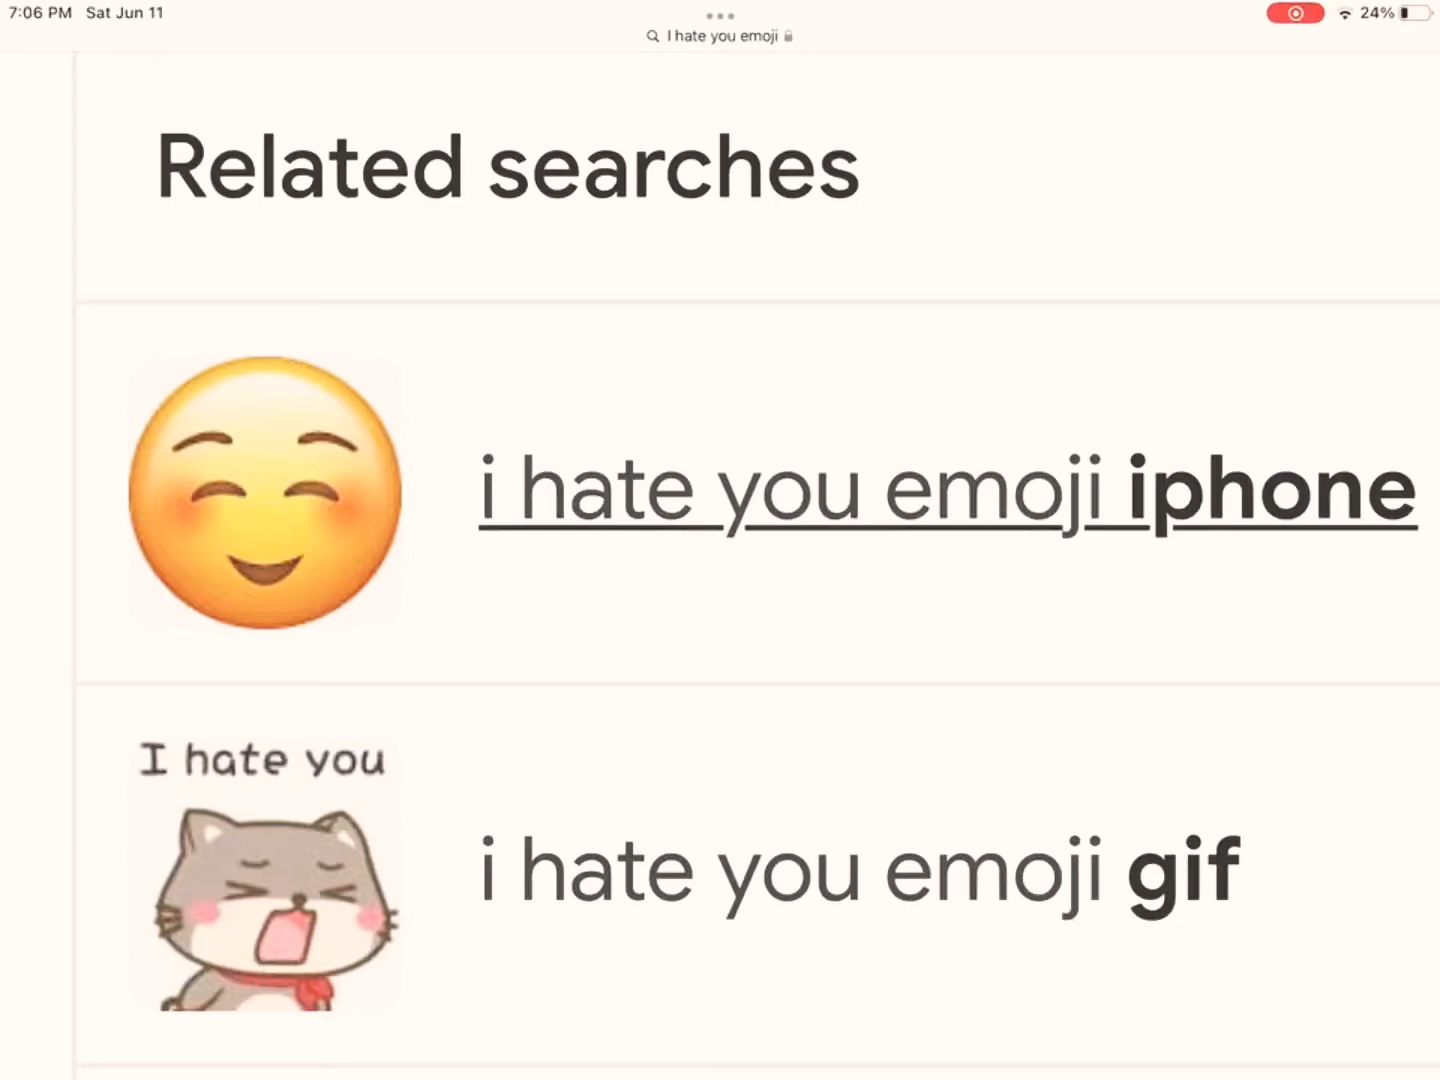 7:06 PM Sat Jun 11
24%
I hate you emoji
Related searches
i hate you emoji iphone
I hate you
i hate you emoji gif